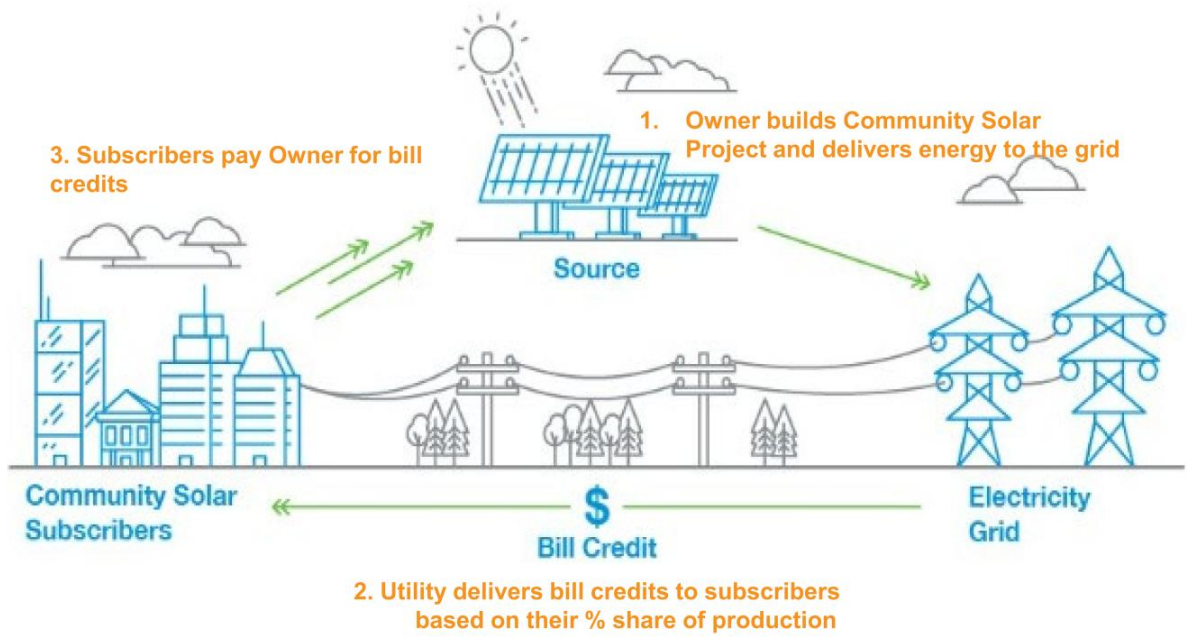 1. Owner builds Community Solar
Project and delivers energy to the grid
3. Subscribers pay Owner for bill
credits
Source
Community Solar
Subscribers
$
Bill Credit
Electricity
Grid
2. Utility delivers bill credits to subscribers
based on their % share of production